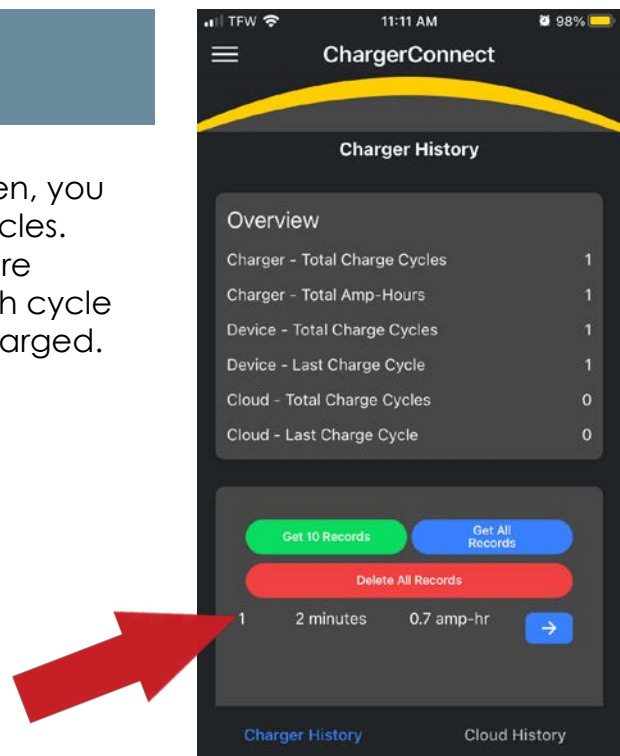 en, you
cles.
re
h cycle
arged.
TFW 11:11 AM 98%
ChargerConnect
Charger History
Overview
Charger - Total Charge Cycles 1
Charger - Total Amp-Hours 1
Device - Total Charge Cycles 1
Device - Last Charge Cycle 1
Cloud - Total Charge Cycles 0
Cloud - Last Charge Cycle 0
Get 10 Records
Get All
Records
Delete All Records
1 2 minutes 0.7 amp-hr
Charger History Cloud History